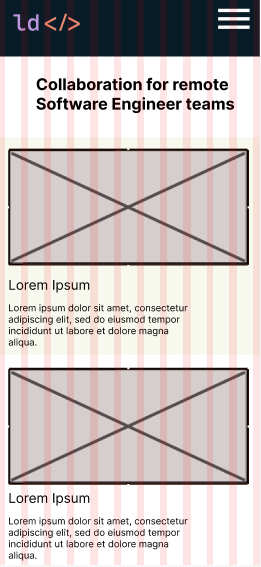 ld</>
Collaboration for remote
Software Engineer teams
Lorem Ipsum
Lorem ipsum dolor sit amet, consectetur
adipiscing elit, sed do eiusmod tempor
incididunt ut labore et dolore magna
aliqua.
Lorem Ipsum
Lorem ipsum dolor sit amet, consectetur
adipiscing elit, sed do eiusmod tempor
incididunt ut labore et dolore magna
aliqua.